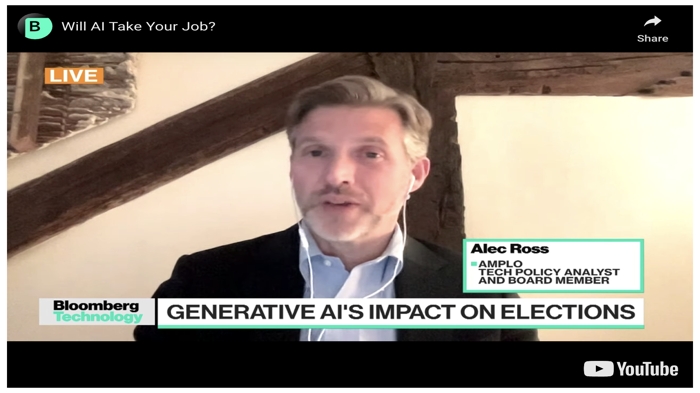 B
Will AI Take Your Job?
Share
LIVE
Alec Ross
AMPLO
TECH POLICY ANALYST
AND BOARD MEMBER
Bloomberg
Technology
GENERATIVE AI'S IMPACT ON ELECTIONS
YouTube